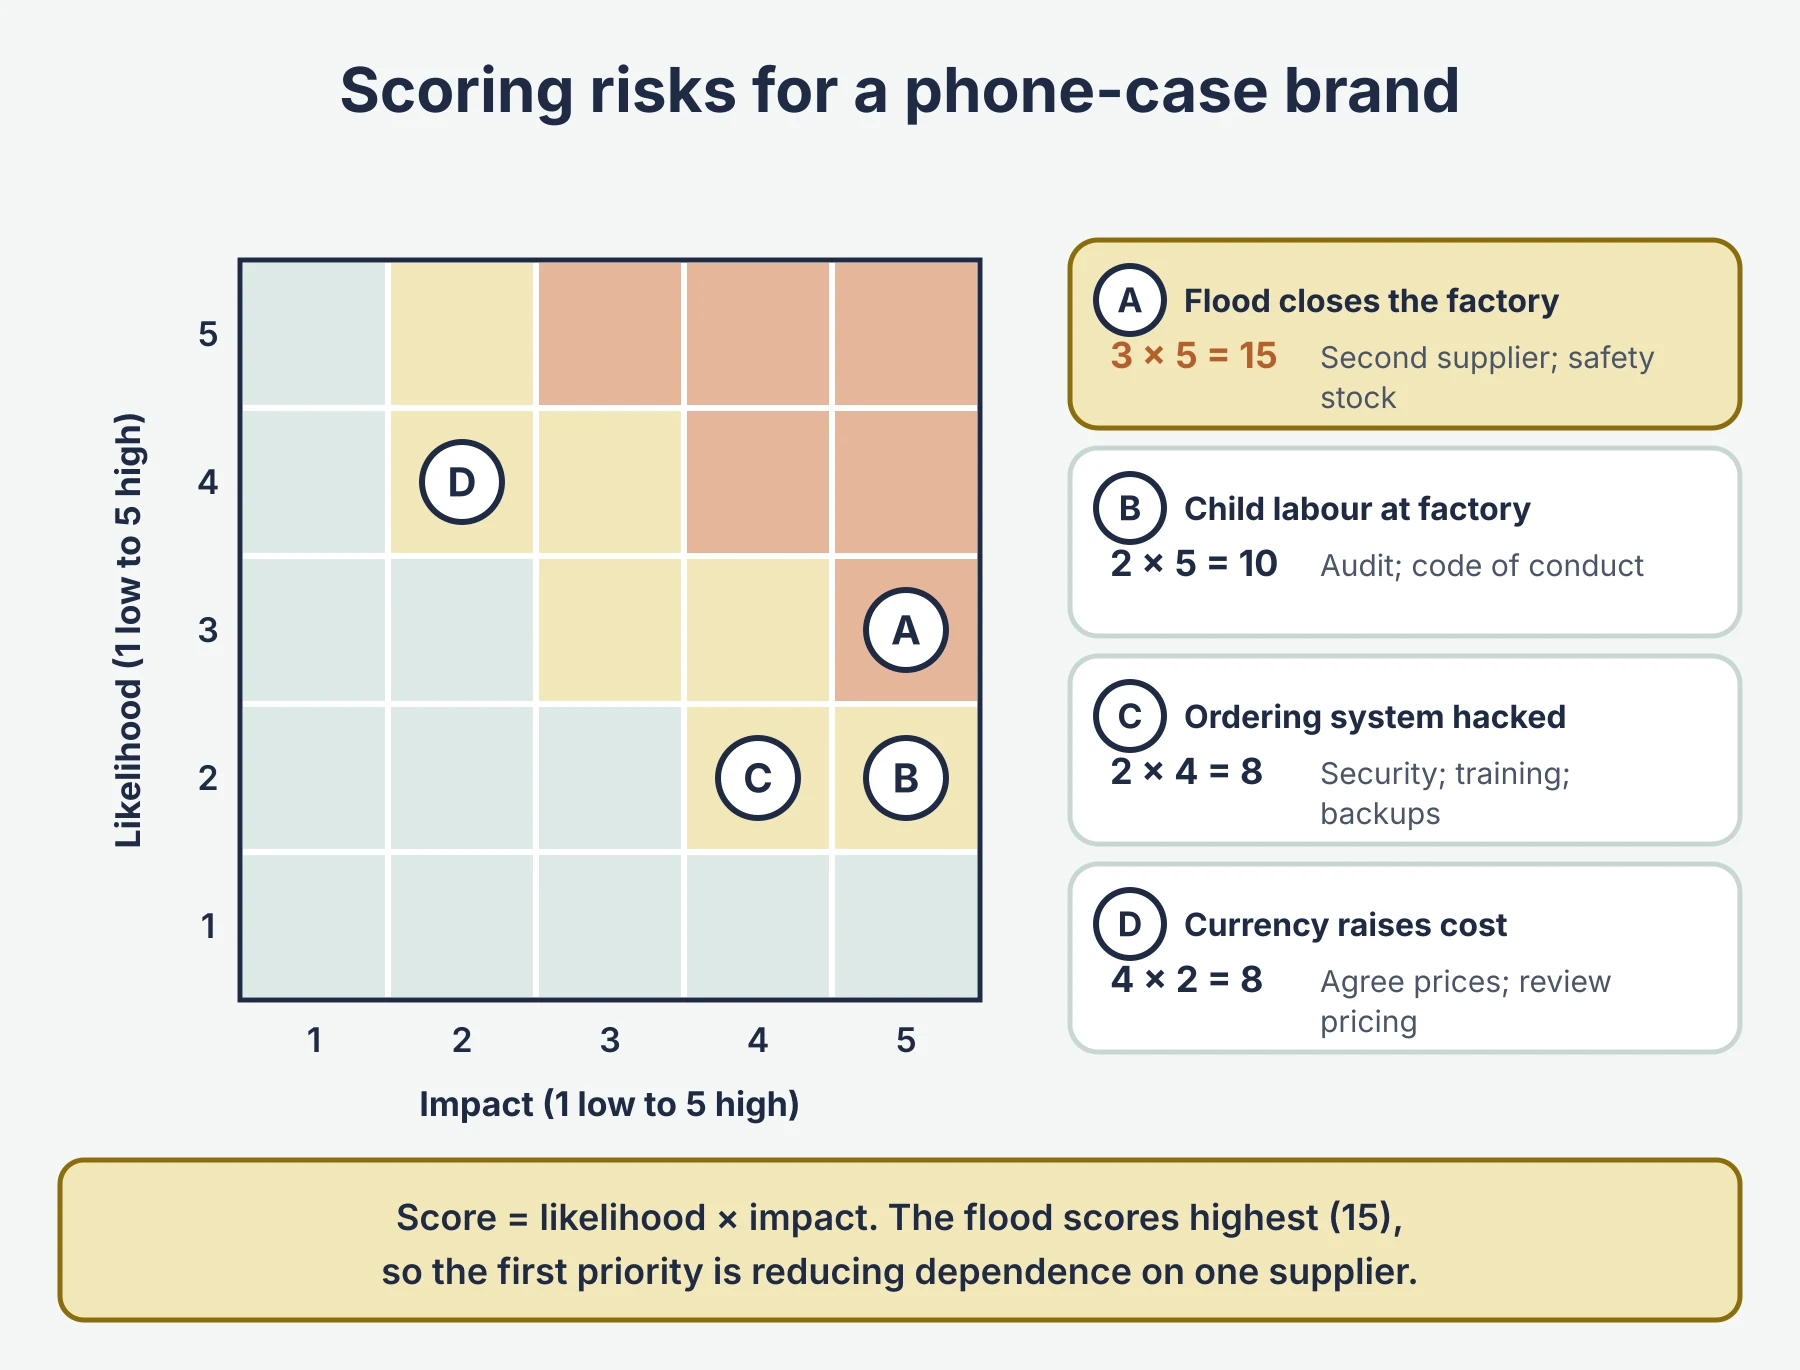 Scoring risks for a phone-case brand
Likelihood (1 low to 5 high)
5
4
3
2
1
D
A
C
B
1
2
3
4
5
Impact (1 low to 5 high)
A
Flood closes the factory
3 × 5 = 15
Second supplier; safety
stock
B
Child labour at factory
2 × 5 = 10
Audit; code of conduct
C
Ordering system hacked
2 × 4 = 8
Security; training;
backups
D
Currency raises cost
4 × 2 = 8
Agree prices; review
pricing
Score = likelihood × impact. The flood scores highest (15),
so the first priority is reducing dependence on one supplier.